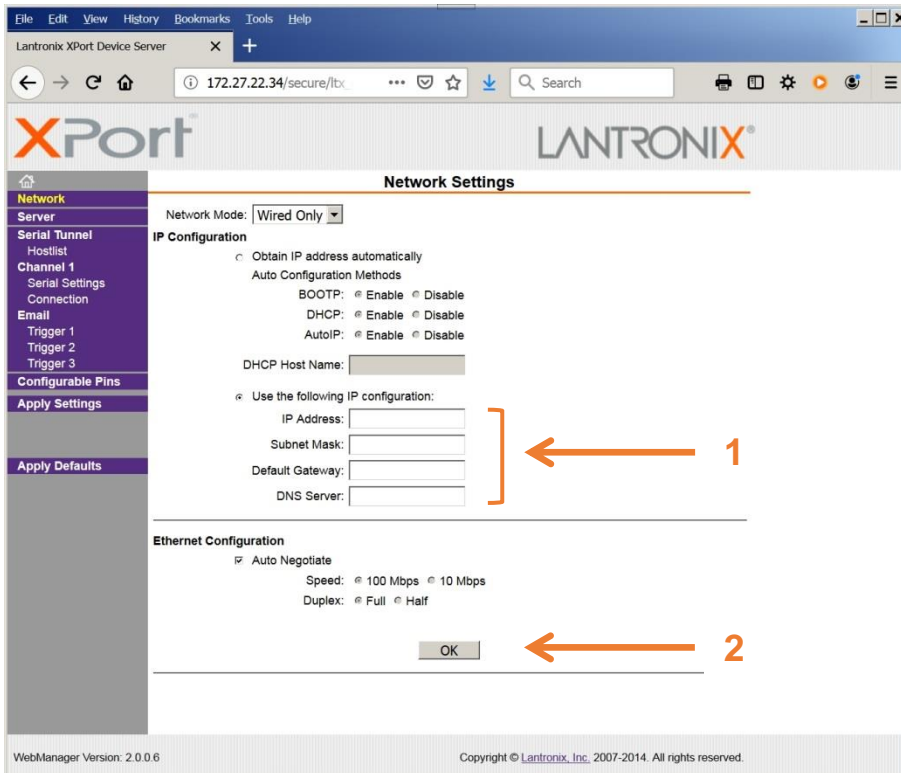 File Edit View History Bookmarks Tools Help
Lantronix XPort Device Server
172.27.22.34/secure/ltx_
Search
XPort
LANTRONIX®
Network
Server
Serial Tunnel
Hostlist
Channel 1
Serial Settings
Connection
Email
Trigger 1
Trigger 2
Trigger 3
Configurable Pins
Apply Settings
Apply Defaults
Network Settings
Network Mode: Wired Only
IP Configuration
Obtain IP address automatically
Auto Configuration Methods
BOOTP: Enable Disable
DHCP: Enable Disable
AutoIP: Enable Disable
DHCP Host Name:
Use the following IP configuration:
IP Address:
Subnet Mask:
Default Gateway:
DNS Server:
1
Ethernet Configuration
Auto Negotiate
Speed: 100 Mbps 10 Mbps
Duplex: Full Half
OK
2
WebManager Version: 2.0.0.6
Copyright © Lantronix, Inc. 2007-2014. All rights reserved.